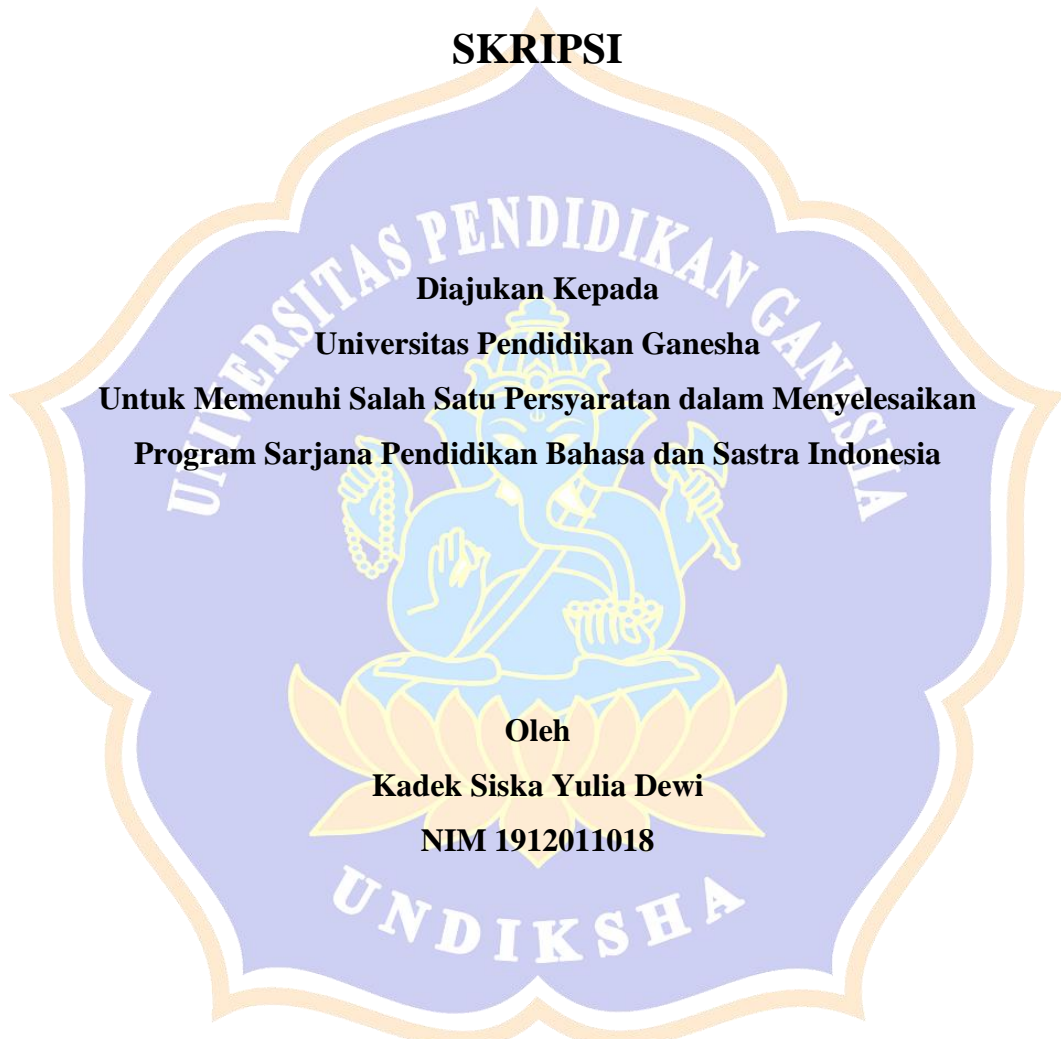 SKRIPSI
UNIVERSITAS PENDIDIKAN GANESHA
Diajukan Kepada
Universitas Pendidikan Ganesha
Untuk Memenuhi Salah Satu Persyaratan dalam Menyelesaikan
Program Sarjana Pendidikan Bahasa dan Sastra Indonesia
Oleh
Kadek Siska Yulia Dewi
NIM 1912011018
UNDIKSHA